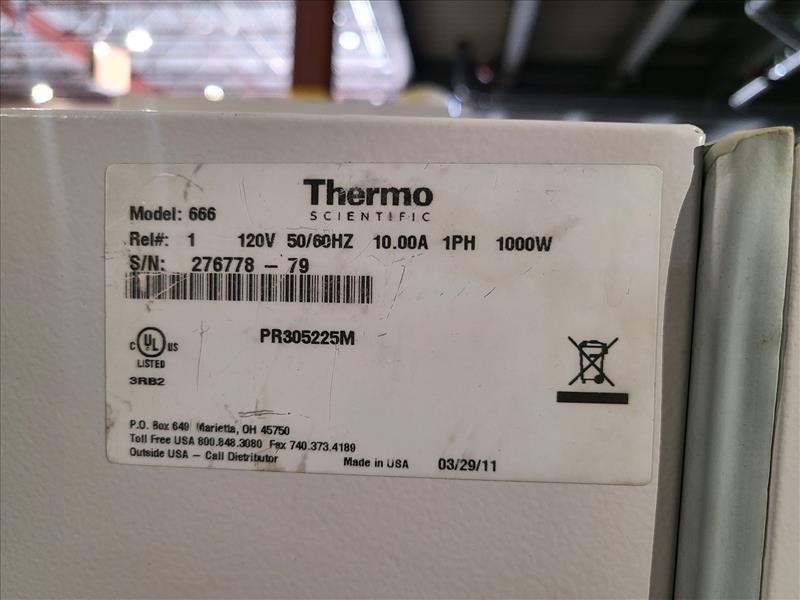 Thermo
SCIENTIFIC
Model: 666
Rel#: 1 120V 50/60HZ 10.00A 1PH 1000W
S/N: 276778 - 79
PR305225M
C UL US
LISTED
3RB2
P.O. Box 649 Marietta, OH 45750
Toll Free USA 800.848.3080 Fax 740.373.4189
Outside USA - Call Distributor
Made in USA 03/29/11